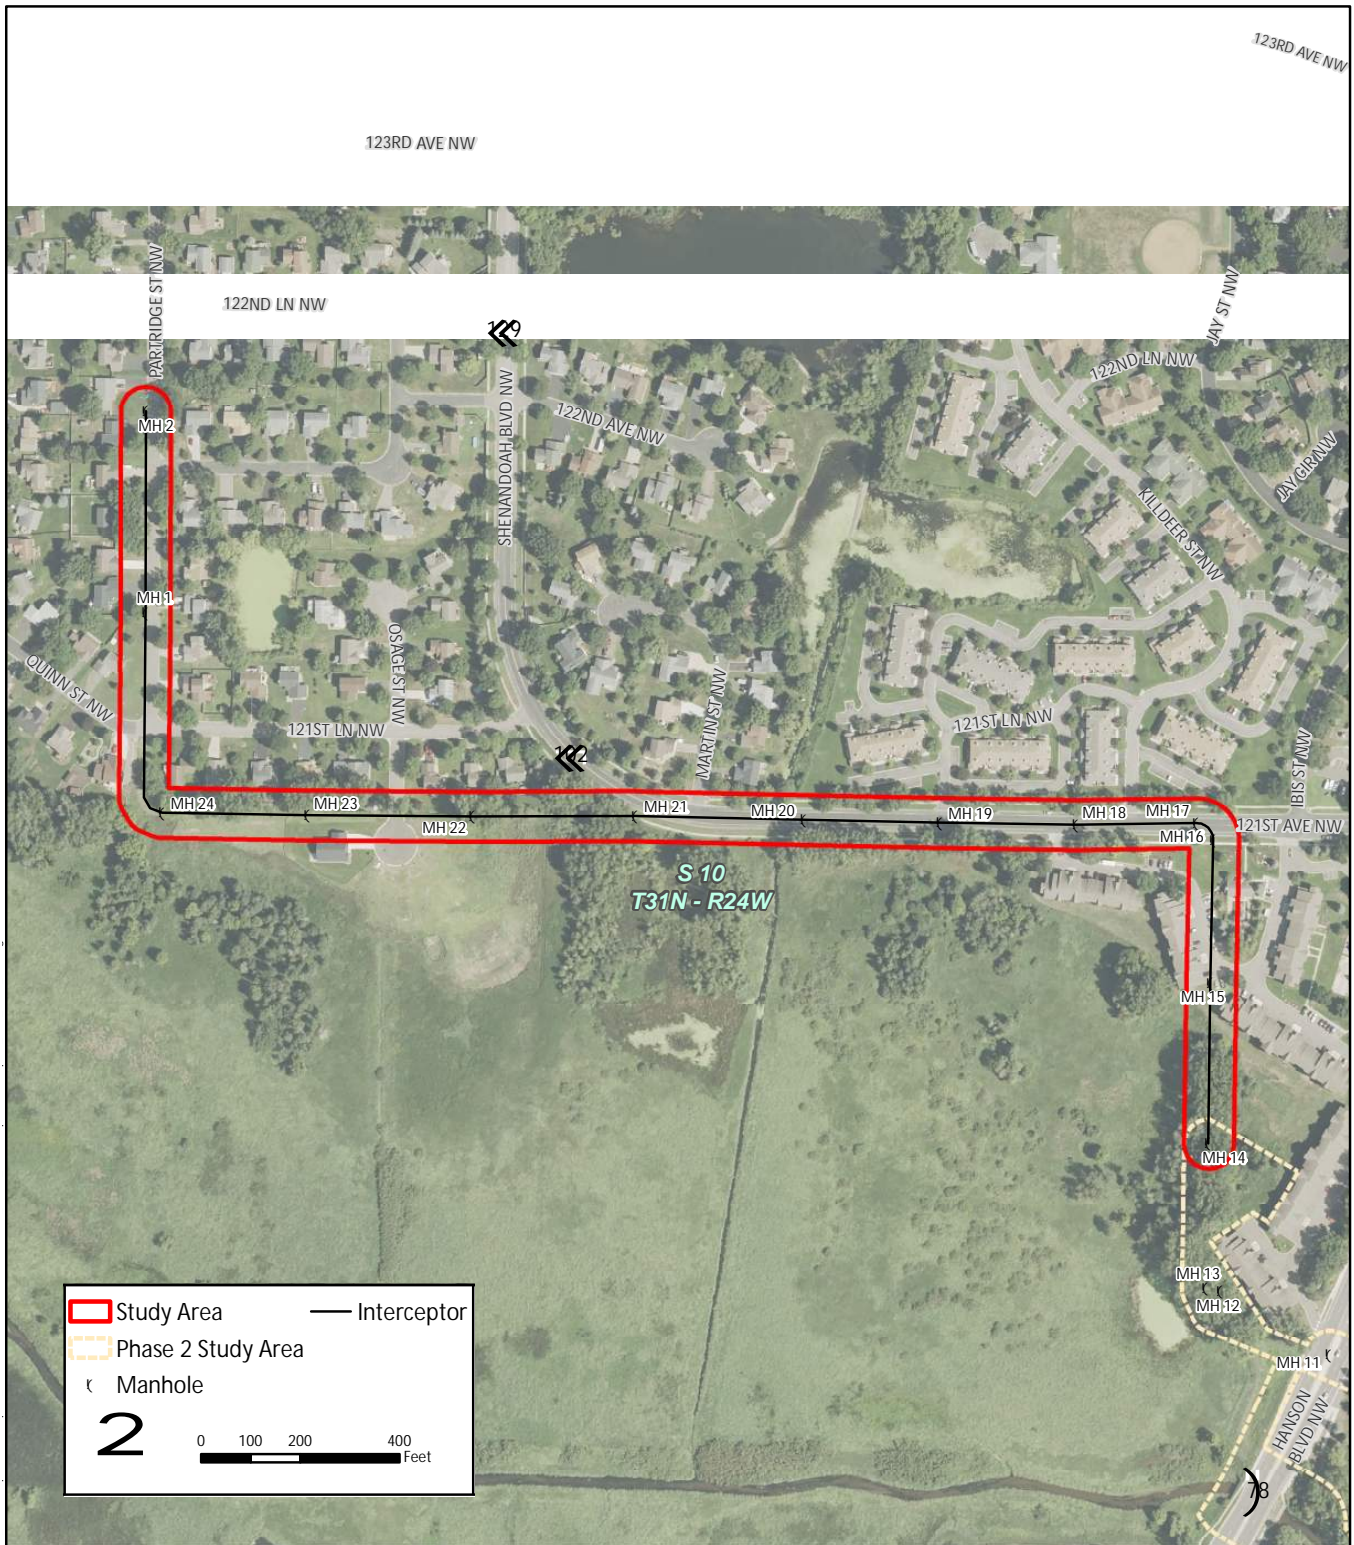 123RD AVE NW
123RD AVE NW
PARTRIDGE ST NW
122ND LN NW
JAY ST NW
SHENANDOAH BLVD NW
122ND LN NW
MH 2
122ND AVE NW
JAY CIR NW
KILLDEER ST NW
MH 1
QUINN ST NW
OSAGE ST NW
MARTIN ST NW
121ST LN NW
121ST LN NW
IBIS ST NW
MH 24
MH 23
MH 22
MH 21
MH 20
MH 19
MH 18
MH 17
MH 16
121ST AVE NW
S 10
T31N - R24W
MH 15
MH 14
MH 13
MH 12
MH 11
HANSON
BLVD NW
78
Study Area
Interceptor
Phase 2 Study Area
Manhole
2
0 100 200 400
Feet